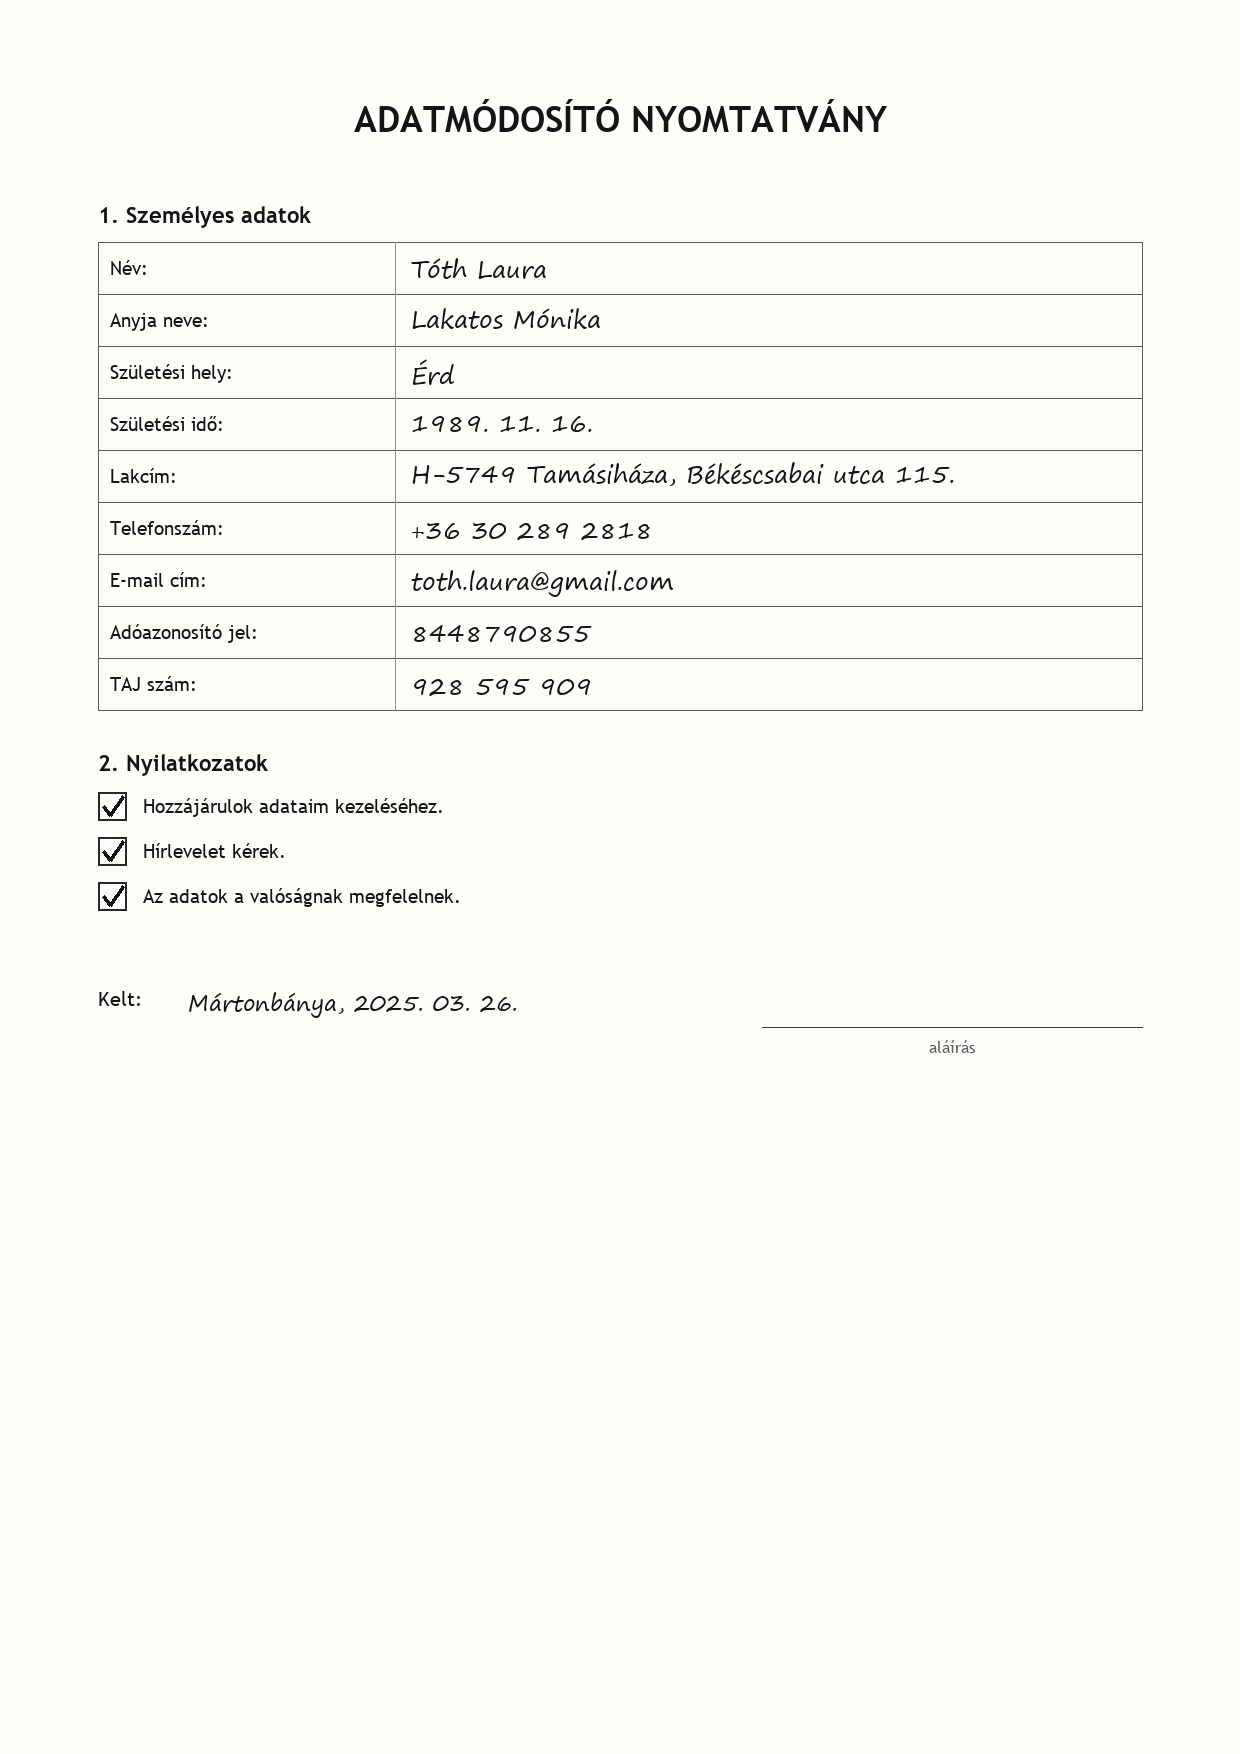 ADATMÓDOSÍTÓ NYOMTATVÁNY
1. Személyes adatok
Név: Tóth Laura
Anyja neve: Lakatos Mónika
Születési hely: Érd
Születési idő: 1989. 11. 16.
Lakcím: H-5749 Tamásiháza, Békéscsabai utca 115.
Telefonszám: +36 30 289 2818
E-mail cím: toth.laura@gmail.com
Adóazonosító jel: 8448790855
TAJ szám: 928 595 909
2. Nyilatkozatok
Hozzájárulok adataim kezeléséhez.
Hírlevelet kérek.
Az adatok a valóságnak megfelelnek.
Kelt: Mártonbánya, 2025. 03. 26.
aláírás